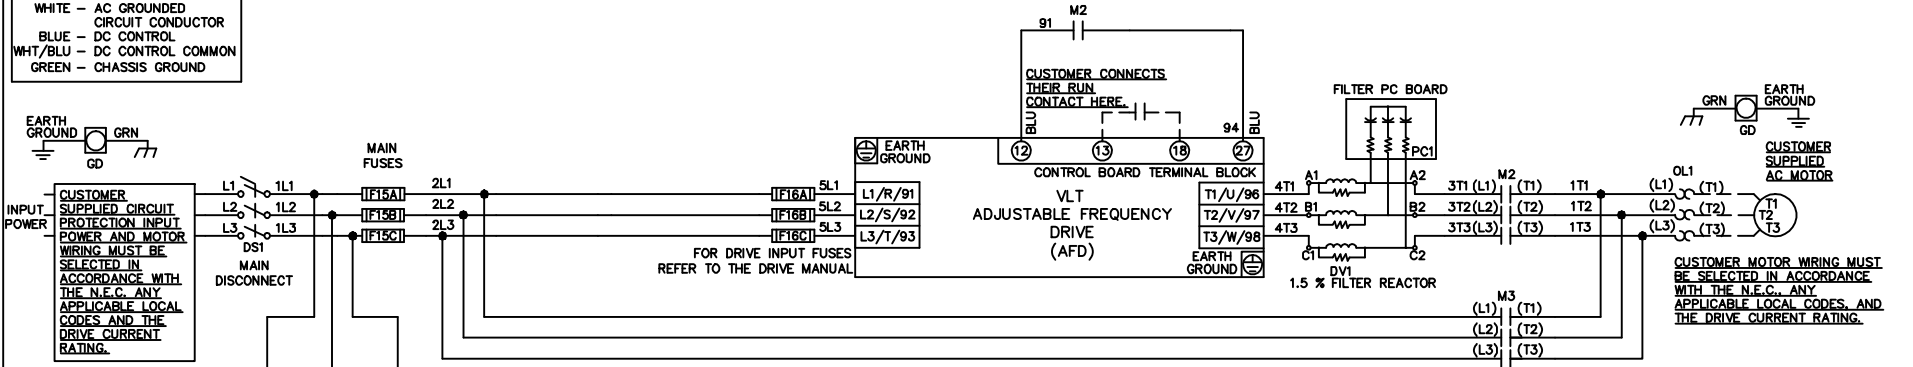 WHITE – AC GROUNDED
CIRCUIT CONDUCTOR
BLUE – DC CONTROL
WHT/BLU – DC CONTROL COMMON
GREEN – CHASSIS GROUND
EARTH
GROUND
GRN
GD
INPUT
POWER
CUSTOMER
SUPPLIED CIRCUIT
PROTECTION INPUT
POWER AND MOTOR
WIRING MUST BE
SELECTED IN
ACCORDANCE WITH
THE N.E.C. ANY
APPLICABLE LOCAL
CODES AND THE
DRIVE CURRENT
RATING.
L1 1L1
L2 1L2
L3 1L3
DS1
MAIN
DISCONNECT
MAIN
FUSES
F15A
F15B
F15C
2L1
2L2
2L3
F16A 5L1
F16B 5L2
F16C 5L3
FOR DRIVE INPUT FUSES
REFER TO THE DRIVE MANUAL
91 M2
CUSTOMER CONNECTS
THEIR RUN
CONTACT HERE.
BLU
94 BLU
12 13 18 27
CONTROL BOARD TERMINAL BLOCK
EARTH
GROUND
L1/R/91
L2/S/92
L3/T/93
VLT
ADJUSTABLE FREQUENCY
DRIVE
(AFD)
T1/U/96
T2/V/97
T3/W/98
EARTH
GROUND
FILTER PC BOARD
PC1
4T1 A1 A2
4T2 B1 B2
4T3 C1 C2
DV1
1.5 % FILTER REACTOR
M2
3T1 (L1) (T1) 1T1
3T2(L2) (T2) 1T2
3T3(L3) (T3) 1T3
M3
(L1) (T1)
(L2) (T2)
(L3) (T3)
GRN
EARTH
GROUND
GD
CUSTOMER
SUPPLIED
AC MOTOR
OL1
(L1) (T1)
(L2) (T2)
(L3) (T3)
T1
T2
T3
CUSTOMER MOTOR WIRING MUST
BE SELECTED IN ACCORDANCE
WITH THE N.E.C., ANY
APPLICABLE LOCAL CODES, AND
THE DRIVE CURRENT RATING.